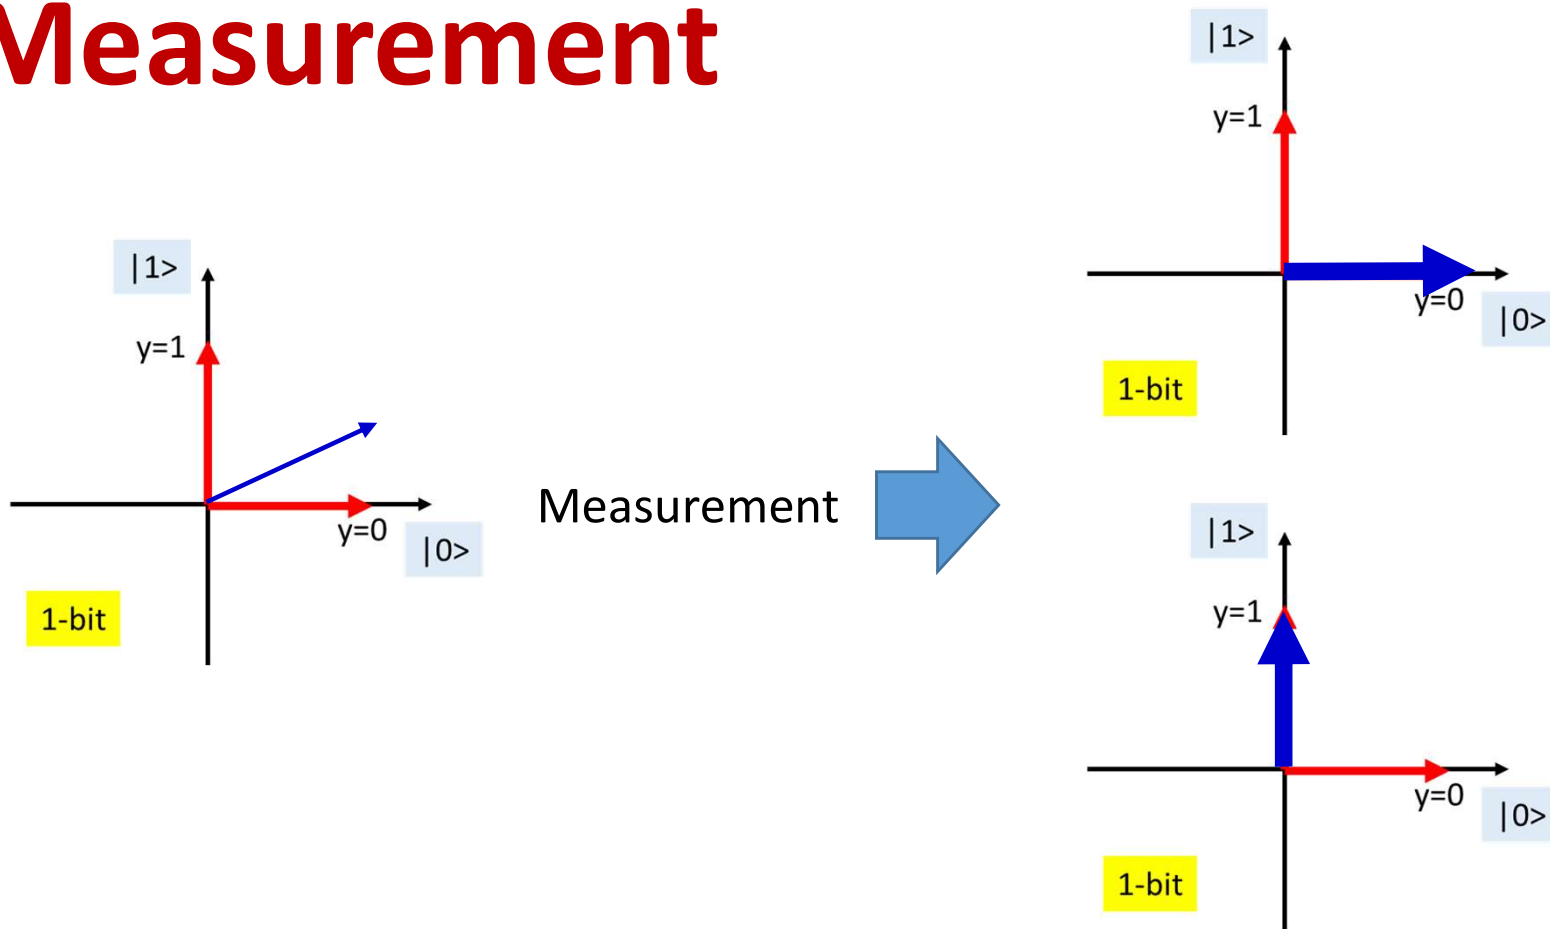 Measurement
|1>
y=1
y=0
|0>
1-bit
Measurement
|1>
y=1
y=0
|0>
1-bit
|1>
y=1
y=0
|0>
1-bit